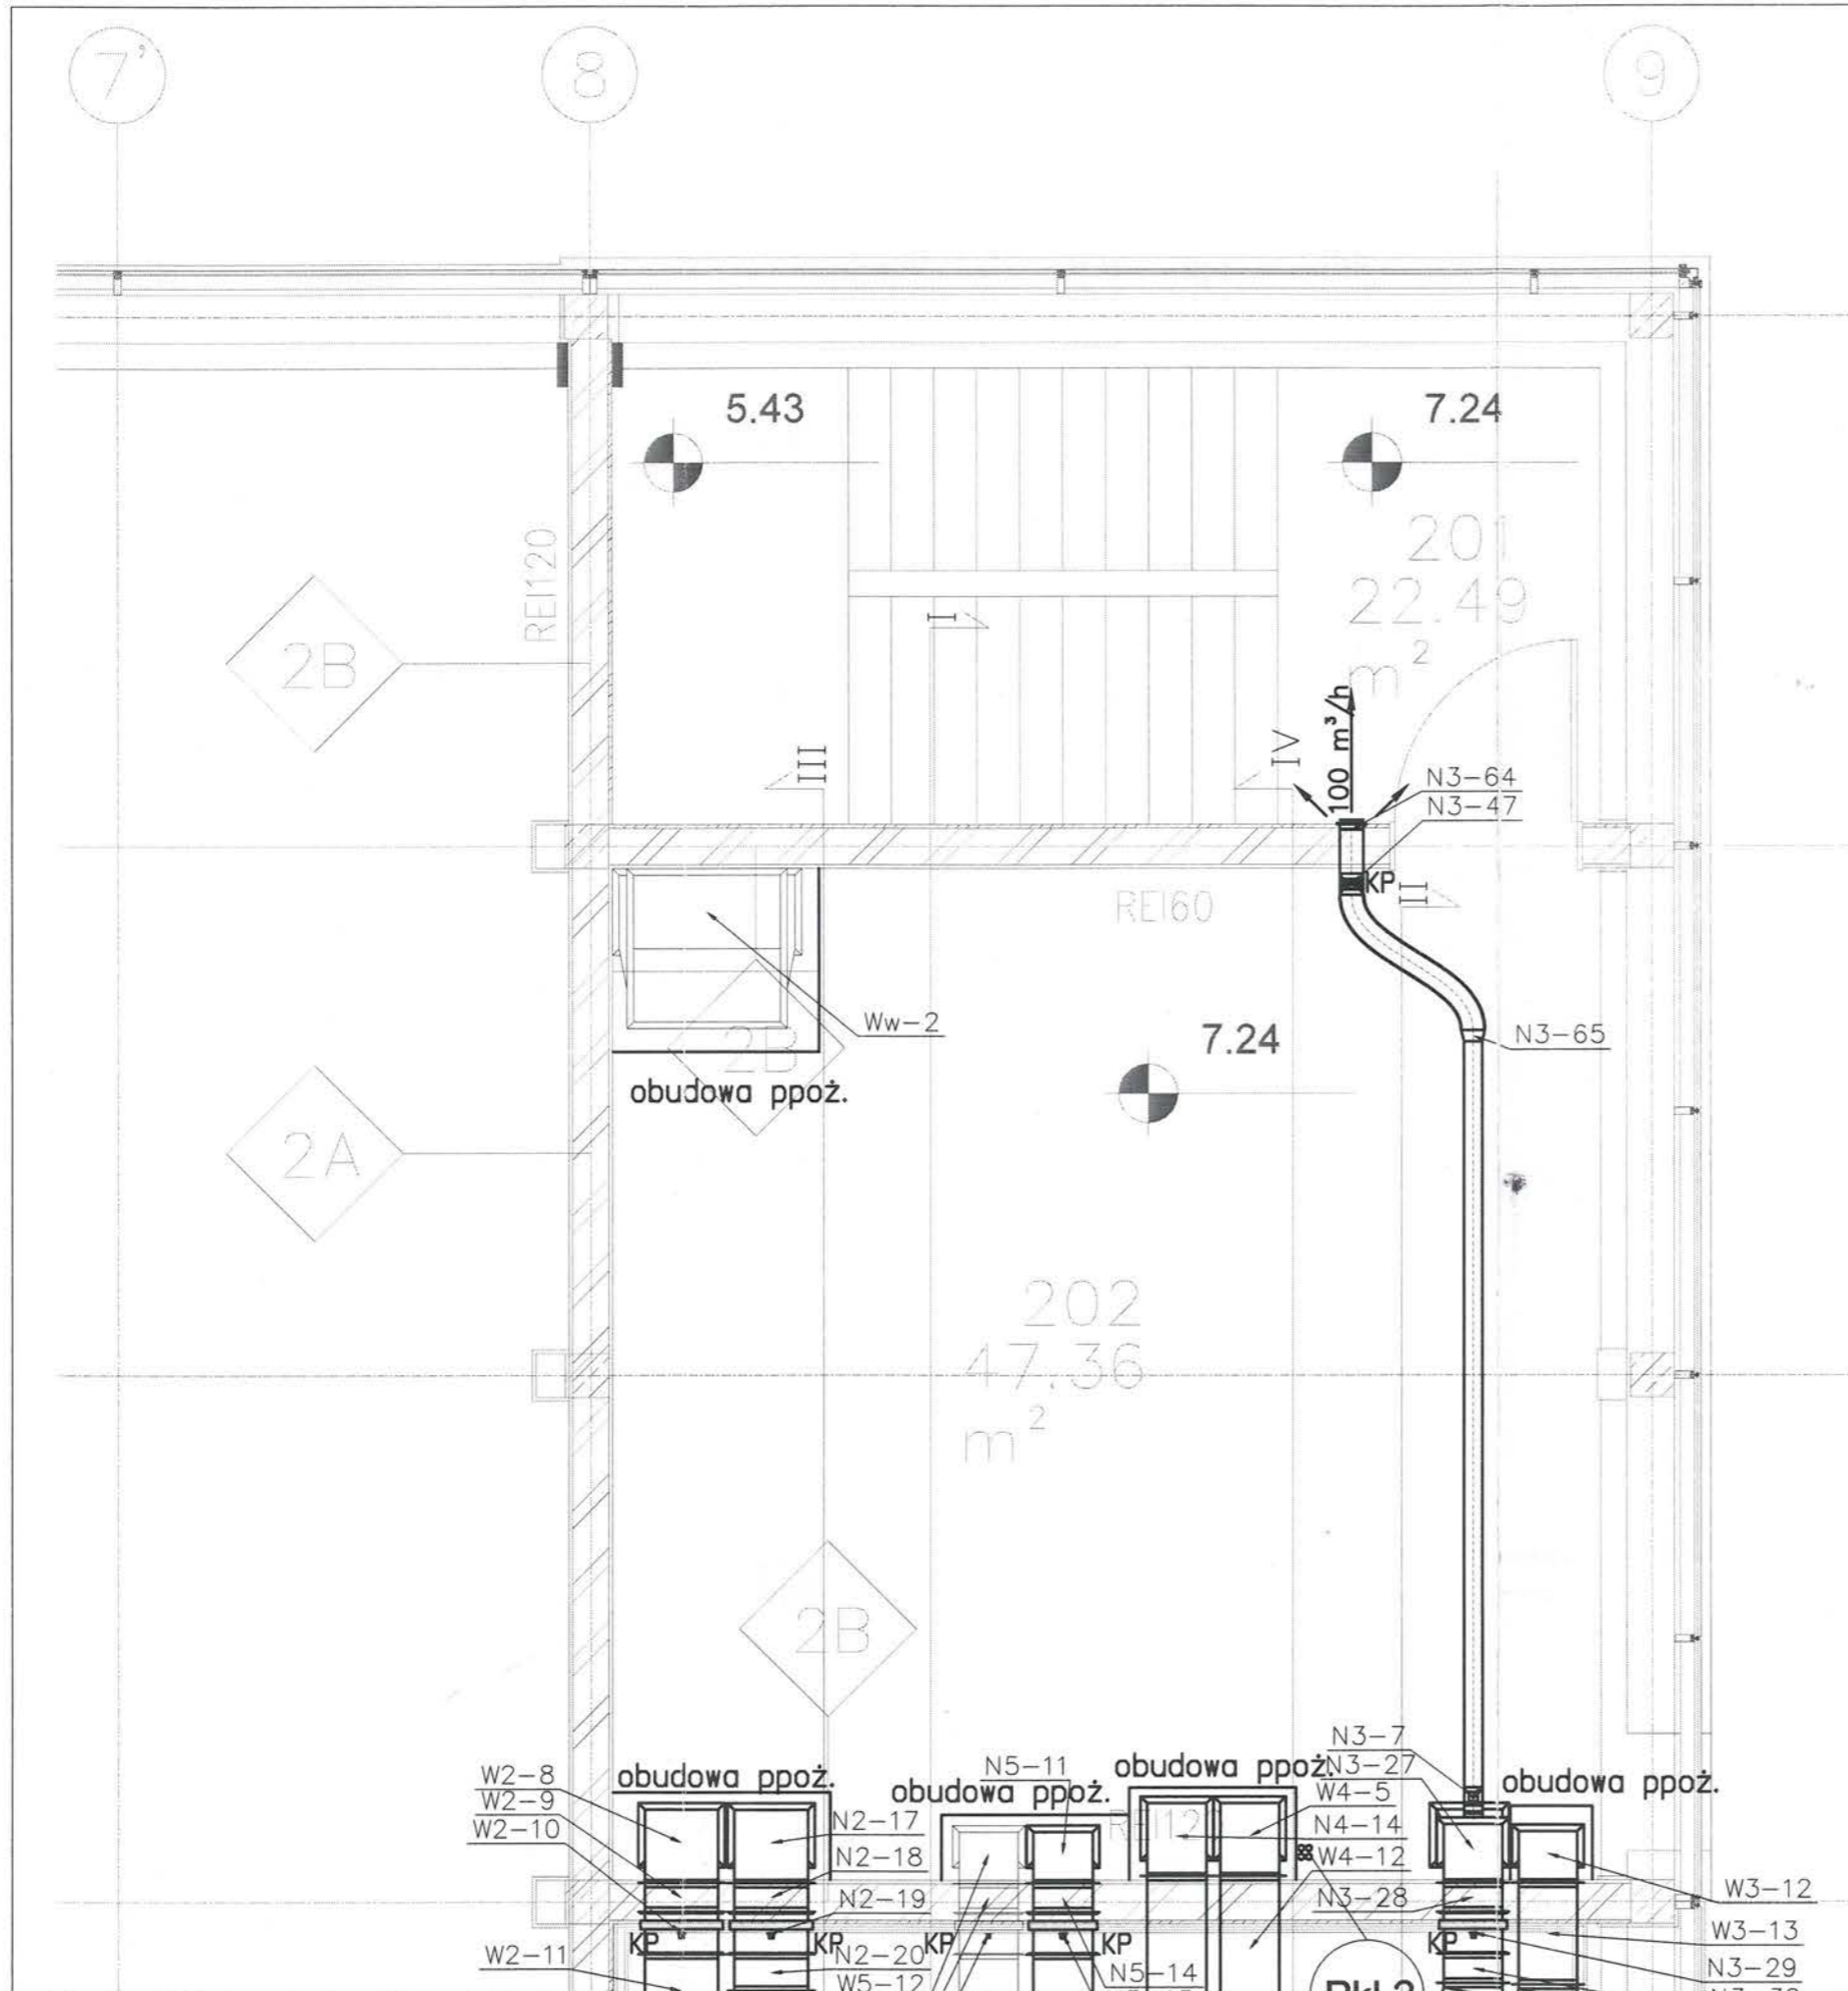 7'
8
9
5.43
7.24
201
22.49
m²
REI120
2B
I
III
IV
100 m³/h
N3-64
N3-47
KP
II
REI60
Ww-2
2B
N3-65
7.24
obudowa ppoż.
2A
202
47.36
m²
2B
N3-7
W2-8
obudowa ppoż.
N5-11
obudowa ppoż.
N3-27
obudowa ppoż.
W2-9
obudowa ppoż.
W4-5
W2-10
N2-17
N4-14
N2-18
W4-12
N2-19
N3-28
W3-12
KP
KP
KP
KP
KP
W3-13
W2-11
N2-20
N5-14
N3-29
W5-12